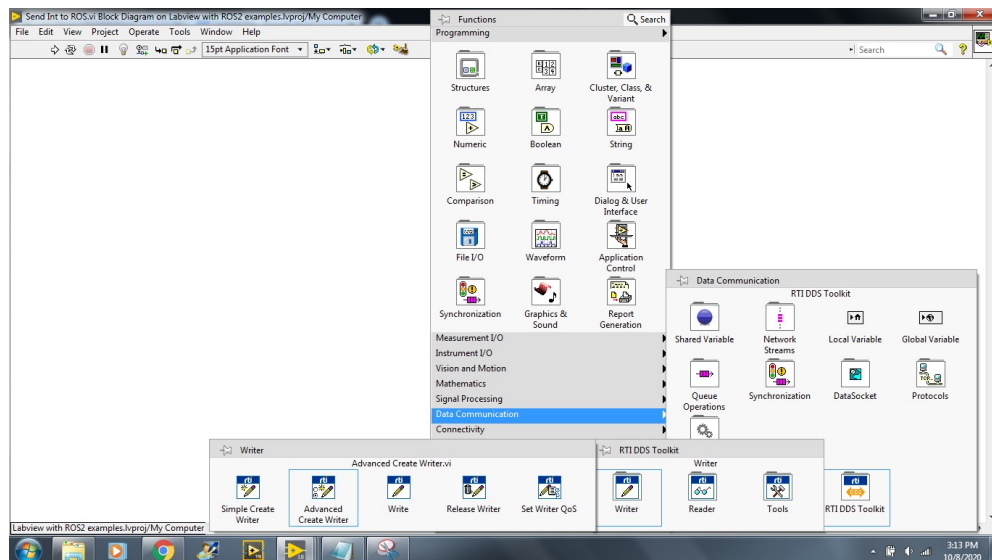 Send Int to ROS.vi Block Diagram on Labview with ROS2 examples.lvproj/My Computer
File Edit View Project Operate Tools Window Help
15pt Application Font
Search
Functions
Search
Programming
Structures
Array
Cluster, Class, &
Variant
Numeric
Boolean
String
Comparison
Timing
Dialog & User
Interface
File I/O
Waveform
Application
Control
Synchronization
Graphics &
Sound
Report
Generation
Measurement I/O
Instrument I/O
Vision and Motion
Mathematics
Signal Processing
Data Communication
Connectivity
Data Communication
RTI DDS Toolkit
Shared Variable
Network
Streams
Local Variable
Global Variable
Queue
Operations
Synchronization
DataSocket
Protocols
RTI DDS Toolkit
RTI DDS Toolkit
Writer
Writer
Reader
Tools
Writer
Advanced Create Writer.vi
Simple Create
Writer
Advanced
Create Writer
Write
Release Writer
Set Writer QoS
Labview with ROS2 examples.lvproj/My Computer
3:13 PM
10/8/2020